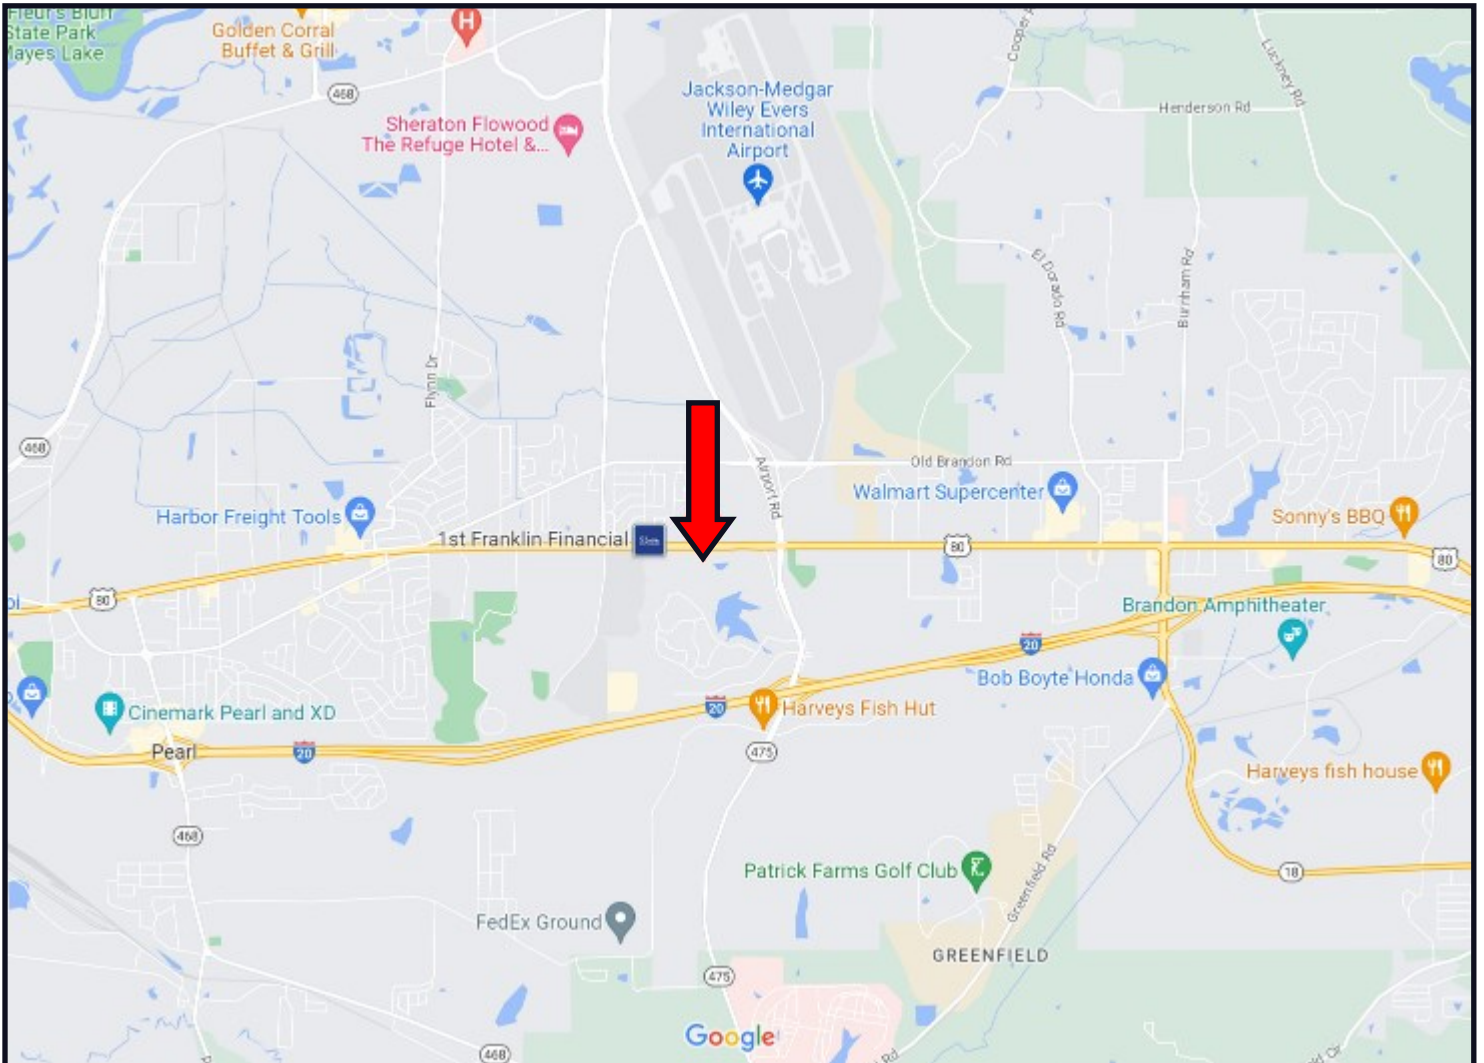 Fleur's Bluff
State Park
Mayes Lake
Golden Corral
Buffet & Grill
H
468
Cooper
Luckney Rd
Jackson-Medgar
Wiley Evers
International
Airport
Henderson Rd
Sheraton Flowood
The Refuge Hotel &...
El Dorado Rd
Burnham Rd
Flynn Dr
468
Airport Rd
Old Brandon Rd
Walmart Supercenter
Harbor Freight Tools
Sonny's BBQ
1st Franklin Financial
80
80
80
Brandon Amphitheater
20
Bob Boyte Honda
20
Harveys Fish Hut
Cinemark Pearl and XD
Pearl
20
475
Harveys fish house
468
Patrick Farms Golf Club
18
Greenfield Rd
FedEx Ground
GREENFIELD
475
Google
468
Rd